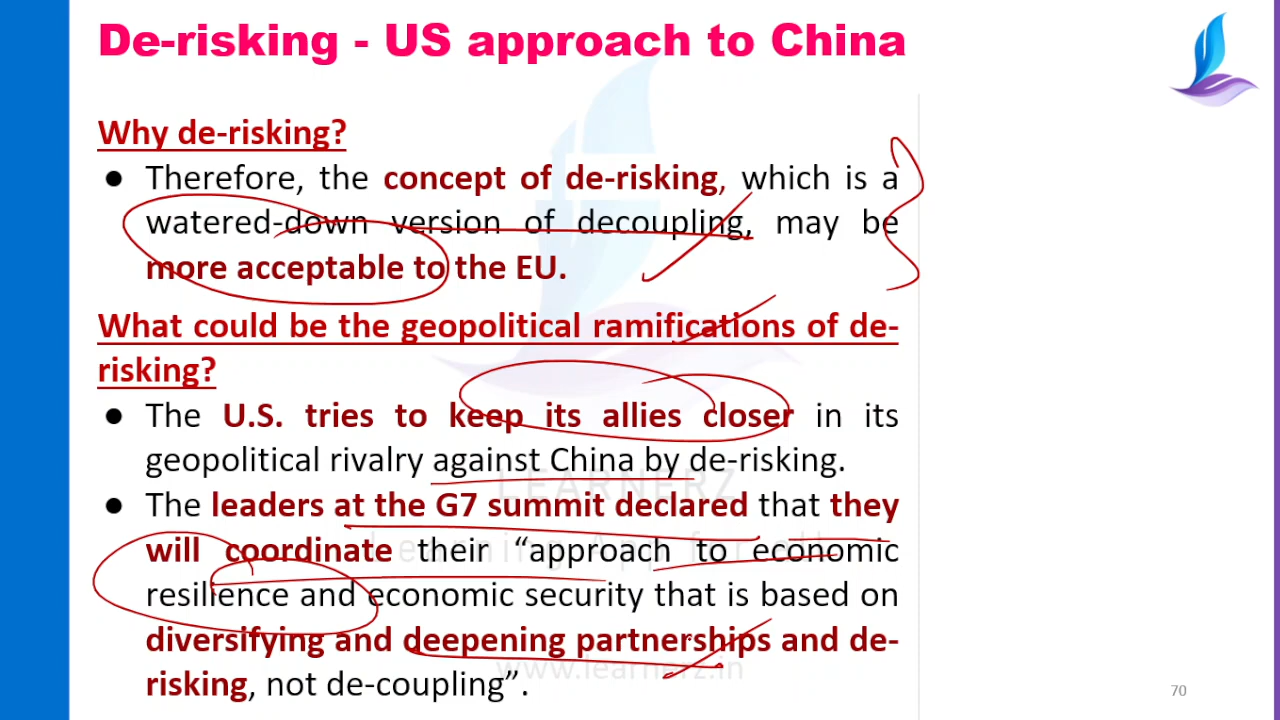 De-risking - US approach to China
Why de-risking?
● Therefore, the concept of de-risking, which is a
watered-down version of decoupling, may be
more acceptable to the EU.
What could be the geopolitical ramifications of de-
risking?
● The U.S. tries to keep its allies closer in its
geopolitical rivalry against China by de-risking.
LEARNERZ
● The leaders at the G7 summit declared that they
will coordinate their “approach to economic
resilience and economic security that is based on
diversifying and deepening partnerships and de-
risking, not de-coupling”.
www.learnerz.in
70